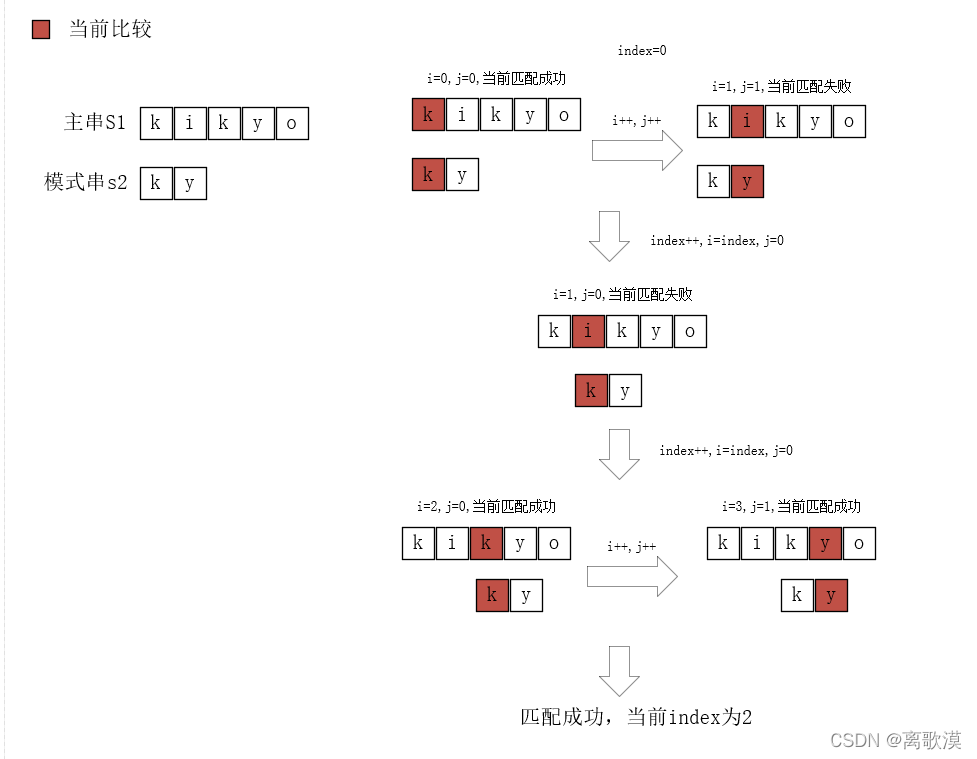 当前比较
主串S1 k i k y o
模式串s2 k y
index=0
i=0,j=0,当前匹配成功
k i k y o
k y
i++,j++
i=1,j=1,当前匹配失败
k i k y o
k y
index++,i=index,j=0
i=1,j=0,当前匹配失败
k i k y o
k y
index++,i=index,j=0
i=2,j=0,当前匹配成功
k i k y o
k y
i++,j++
i=3,j=1,当前匹配成功
k i k y o
k y
匹配成功，当前index为2
CSDN @离歌漠